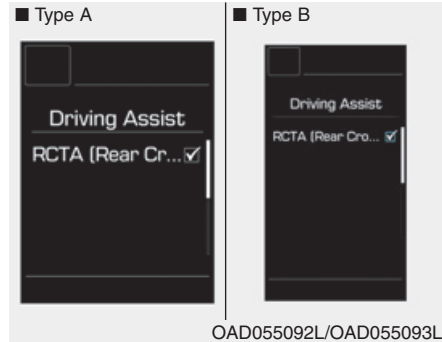 ■ Type A
Driving Assist
RCTA (Rear Cr...
■ Type B
Driving Assist
RCTA (Rear Cro...
OAD055092L/OAD055093L